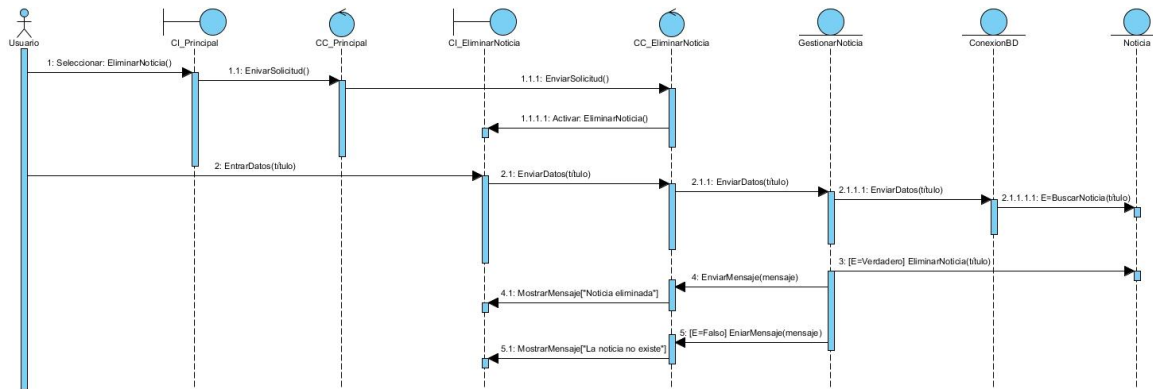 Usuario
CI_Principal
CC_Principal
CI_EliminarNoticia
CC_EliminarNoticia
GestionarNoticia
ConexionBD
Noticia
1: Seleccionar: EliminarNoticia()
1.1: EnivarSolicitud()
1.1.1: EnviarSolicitud()
1.1.1.1: Activar: EliminarNoticia()
2: EntrarDatos(título)
2.1: EnviarDatos(título)
2.1.1: EnviarDatos(título)
2.1.1.1: EnviarDatos(título)
2.1.1.1.1: E=BuscarNoticia(título)
3: [E=Verdadero] EliminarNoticia(título)
4: EnviarMensaje(mensaje)
4.1: MostrarMensaje["Noticia eliminada"]
5: [E=Falso] EniarMensaje(mensaje)
5.1: MostrarMensaje["La noticia no existe"]